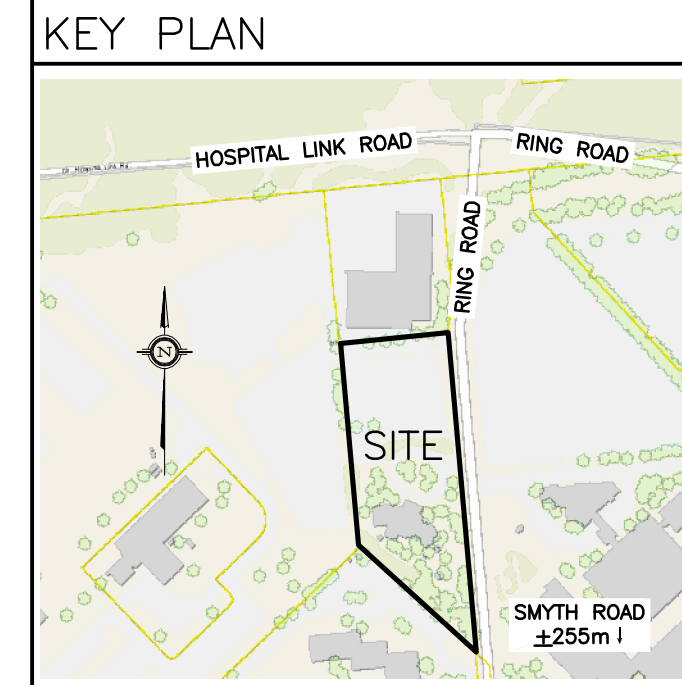 KEY PLAN
HOSPITAL LINK ROAD
RING ROAD
RING ROAD
N
SITE
SMYTH ROAD
±255m ↓